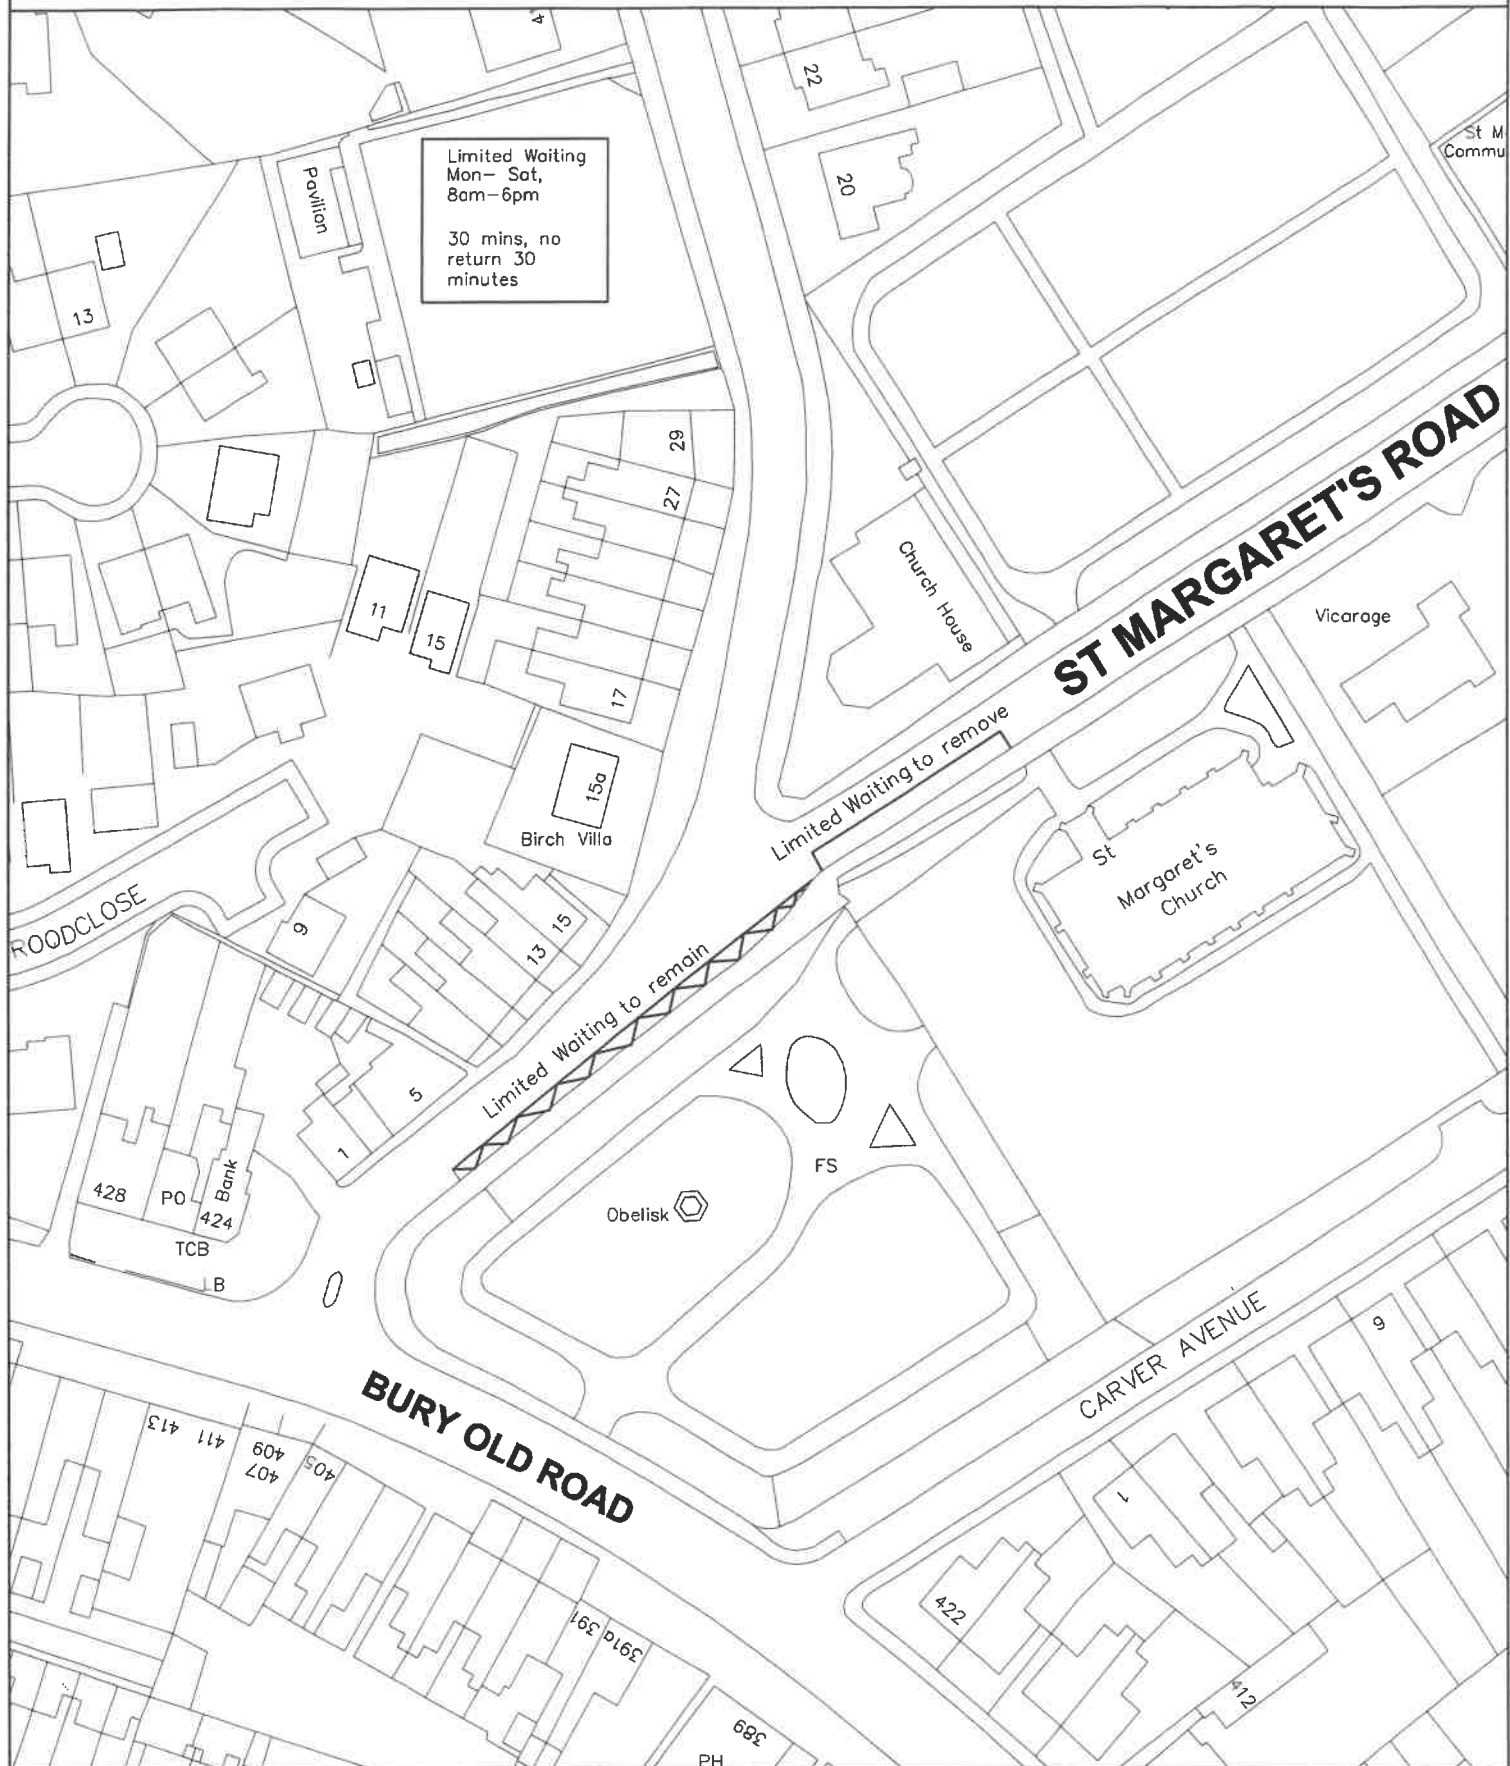 4
22
20
St M
Commu
Pavilion
Limited Waiting
Mon- Sat,
8am-6pm
30 mins, no
return 30
minutes
13
29
27
11
15
17
15a
Birch Villa
Church House
ST MARGARET'S ROAD
Vicarage
Limited Waiting to remove
St
Margaret's
Church
ROODCLOSE
9
15
13
Limited Waiting to remain
5
1
428
PO
Bank
424
TCB
LB
FS
Obelisk
BURY OLD ROAD
CARVER AVENUE
9
1
413
411
409
407
405
391
391a
389
PH
422
412